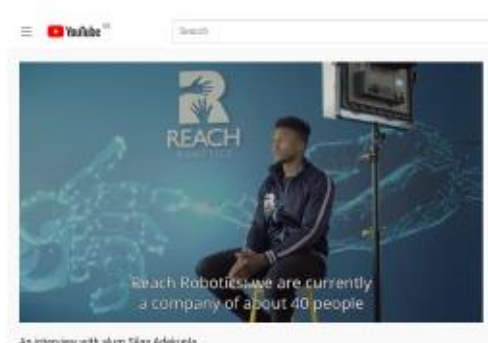 YouTube
Search
REACH
ROBOTICS
Reach Robotics: we are currently
a company of about 40 people
An interview with alum Silas Adekunle